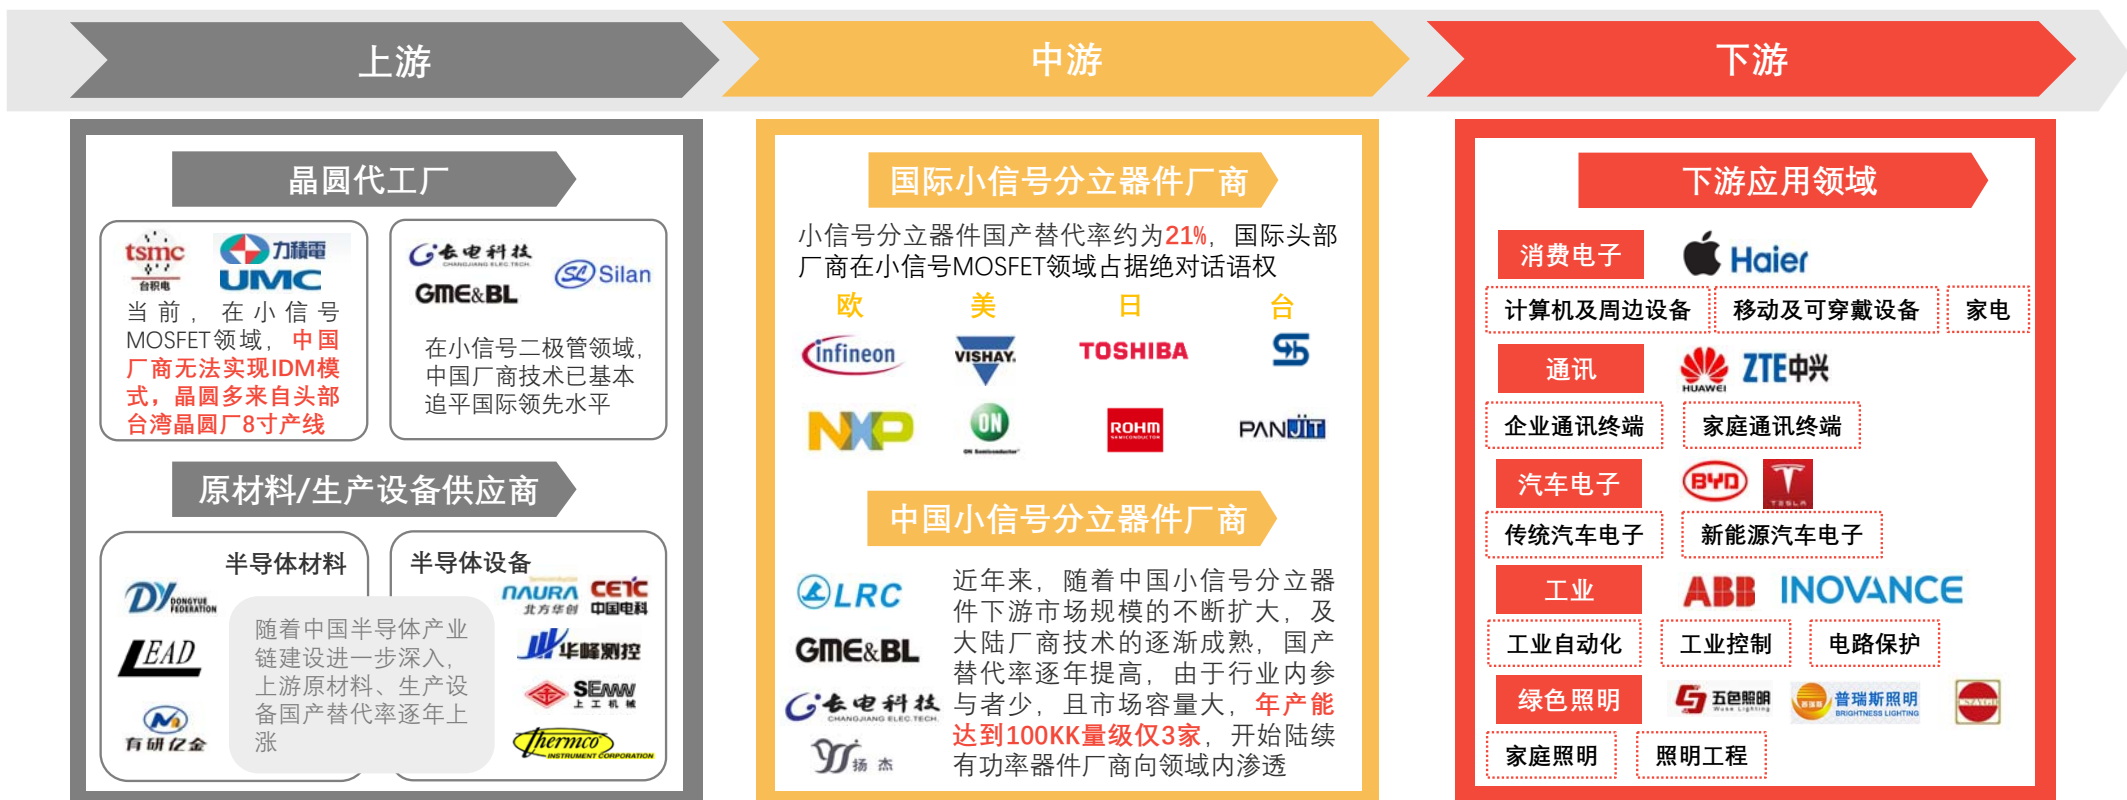 上游
中游
下游
晶圆代工厂
tsmc
台积电
力積電
UMC
当前，在小信号
MOSFET领域，中国
厂商无法实现IDM模
式，晶圆多来自头部
台湾晶圆厂8寸产线
长电科技
CHANGJIANG ELEC.TECH.
GME&BL
SL Silan
在小信号二极管领域，
中国厂商技术已基本
追平国际领先水平
原材料/生产设备供应商
半导体材料
DY DONGYUE
FEDERATION
LEAD
有研亿金
半导体设备
NAURA
北方华创
CETC
中国电科
华峰测控
上工机械
Thermco
INSTRUMENT CORPORATION
随着中国半导体产业
链建设进一步深入，
上游原材料、生产设
备国产替代率逐年上
涨
国际小信号分立器件厂商
小信号分立器件国产替代率约为21%，国际头部
厂商在小信号MOSFET领域占据绝对话语权
欧 美 日 台
infineon VISHAY. TOSHIBA
NXP ON ROHM PANJIT
ON Semiconductor SEMICONDUCTOR
中国小信号分立器件厂商
LRC
GME&BL
长电科技
CHANGJIANG ELEC.TECH.
扬杰
近年来，随着中国小信号分立器
件下游市场规模的不断扩大，及
大陆厂商技术的逐渐成熟，国产
替代率逐年提高，由于行业内参
与者少，且市场容量大，年产能
达到100KK量级仅3家，开始陆续
有功率器件厂商向领域内渗透
下游应用领域
消费电子
Haier
计算机及周边设备 移动及可穿戴设备 家电
通讯
HUAWEI
ZTE中兴
企业通讯终端 家庭通讯终端
汽车电子
BYD
TESLA
传统汽车电子 新能源汽车电子
工业
ABB INOVANCE
工业自动化 工业控制 电路保护
绿色照明
五色照明
Wuse Lighting
普瑞斯照明
BRIGHTNESS LIGHTING
家庭照明 照明工程